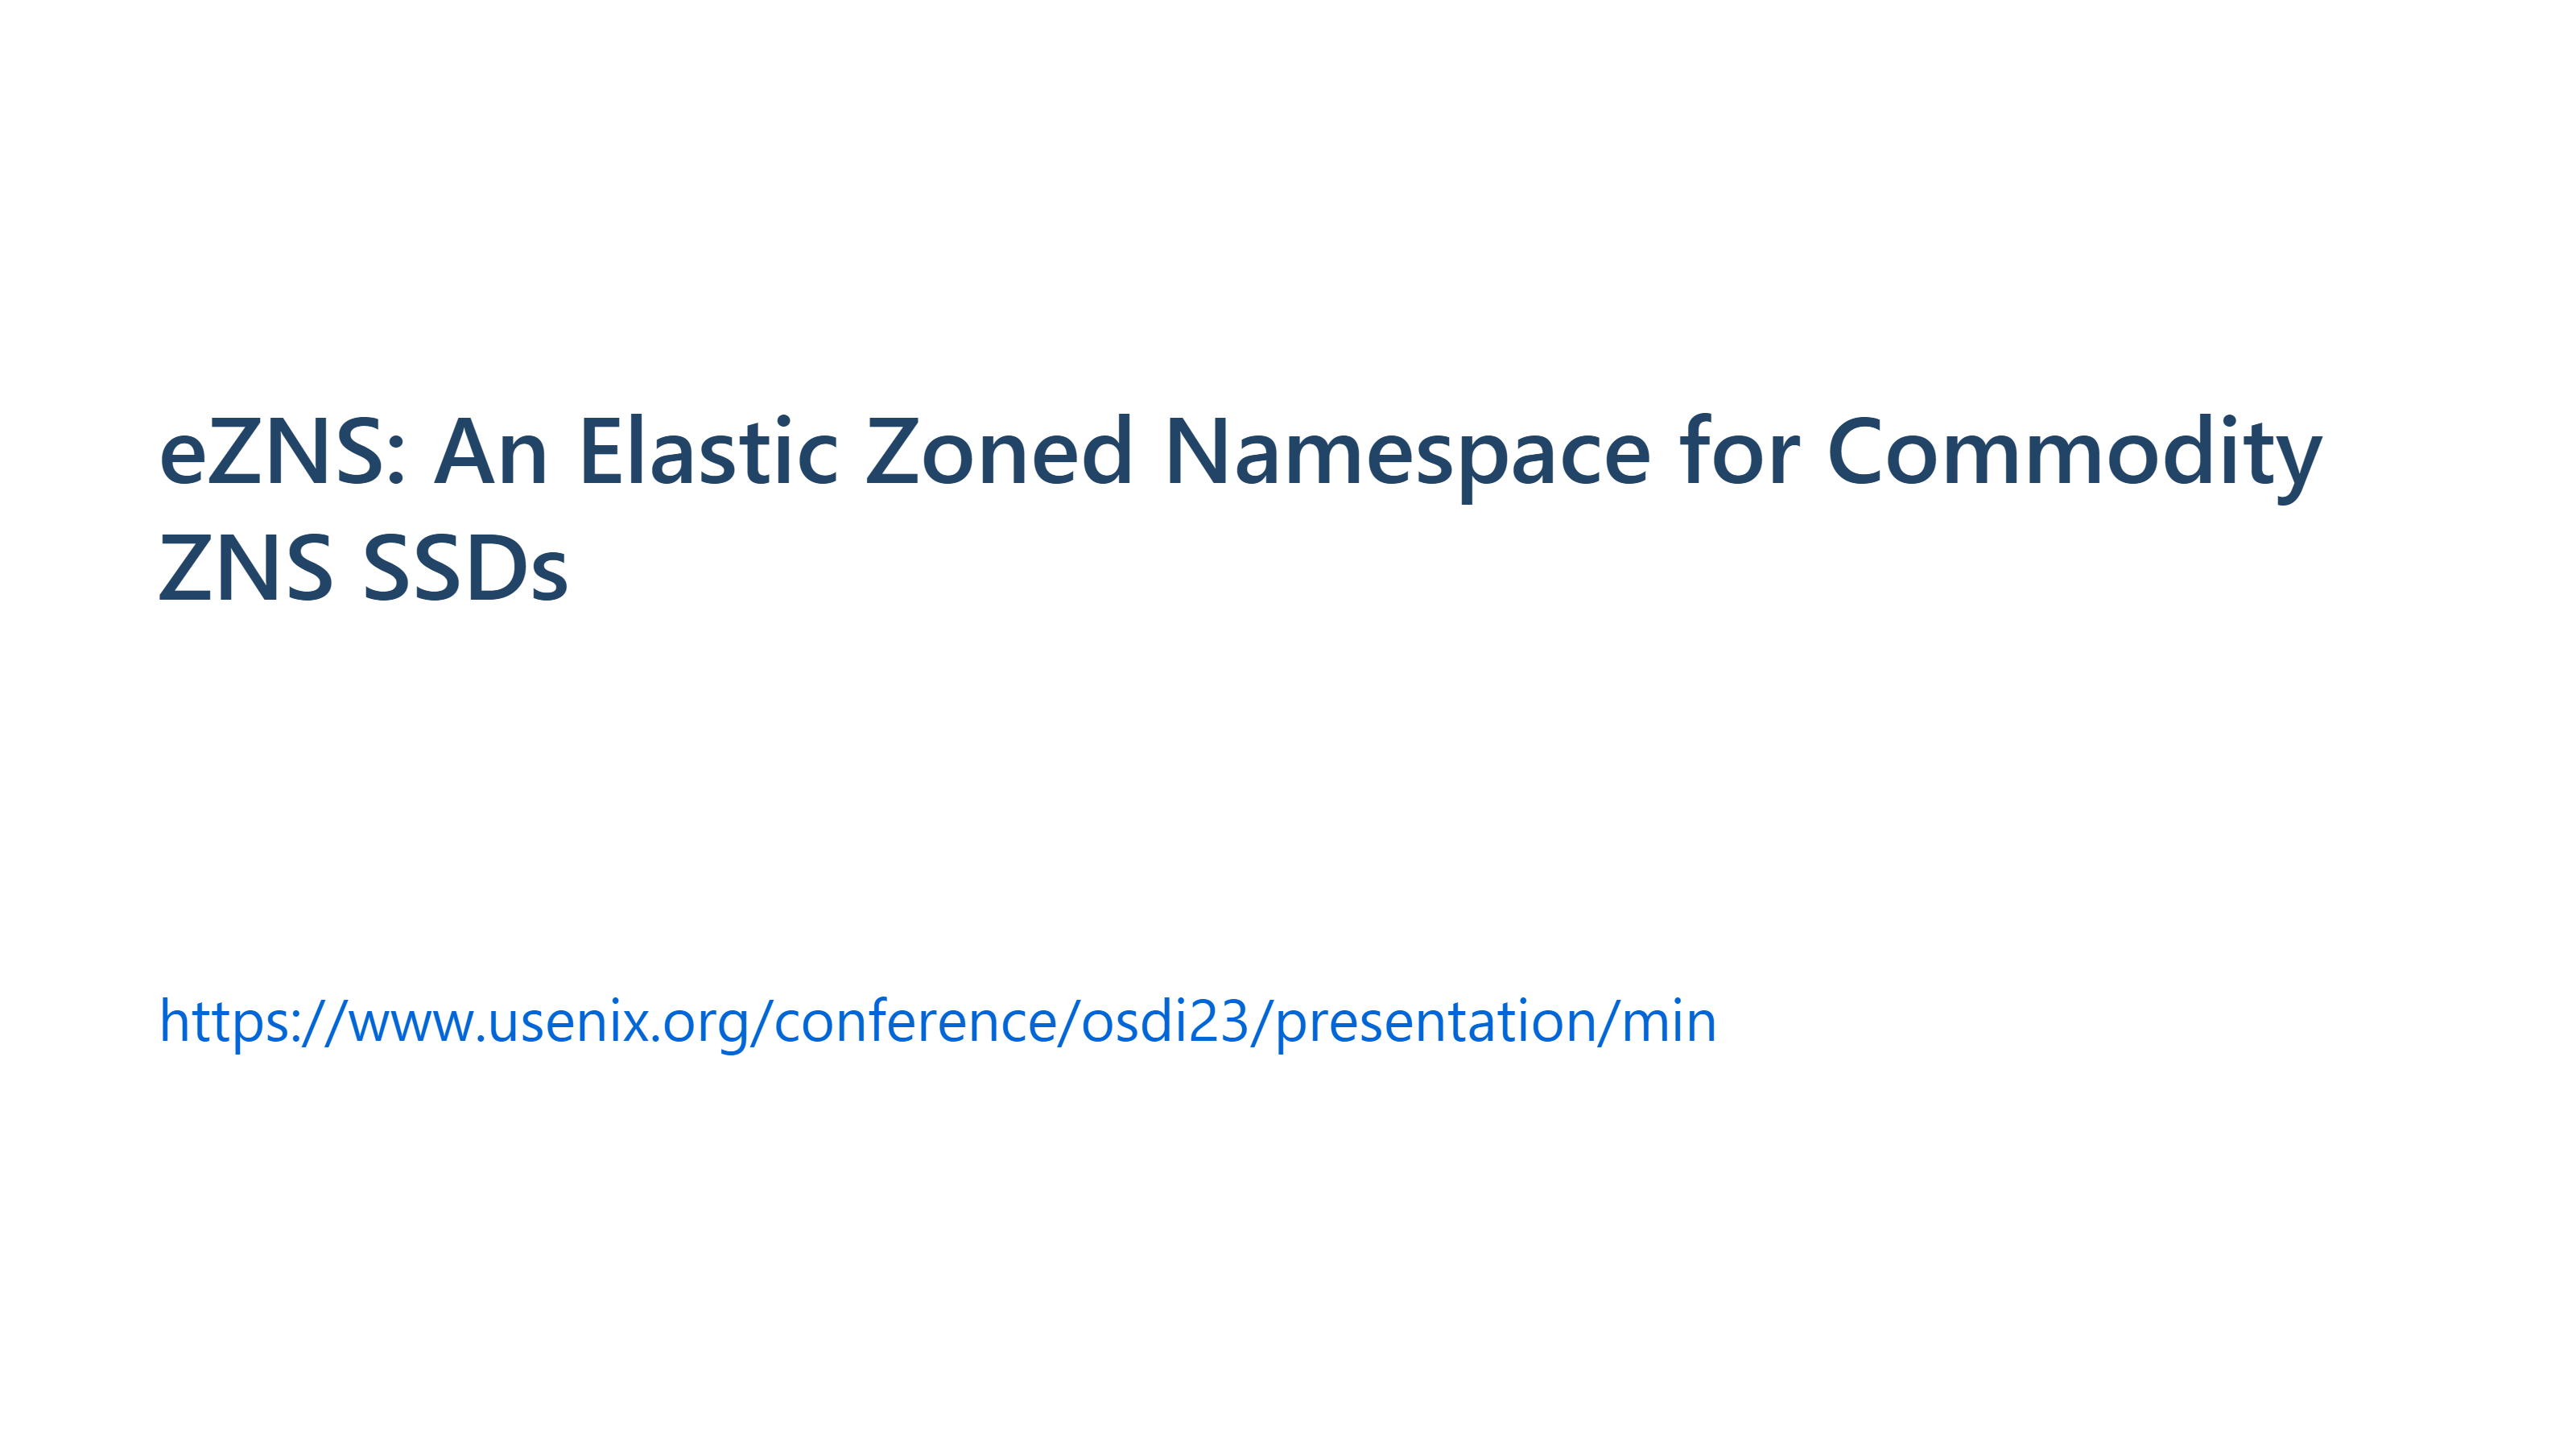 eZNS: An Elastic Zoned Namespace for Commodity
ZNS SSDs
https://www.usenix.org/conference/osdi23/presentation/min